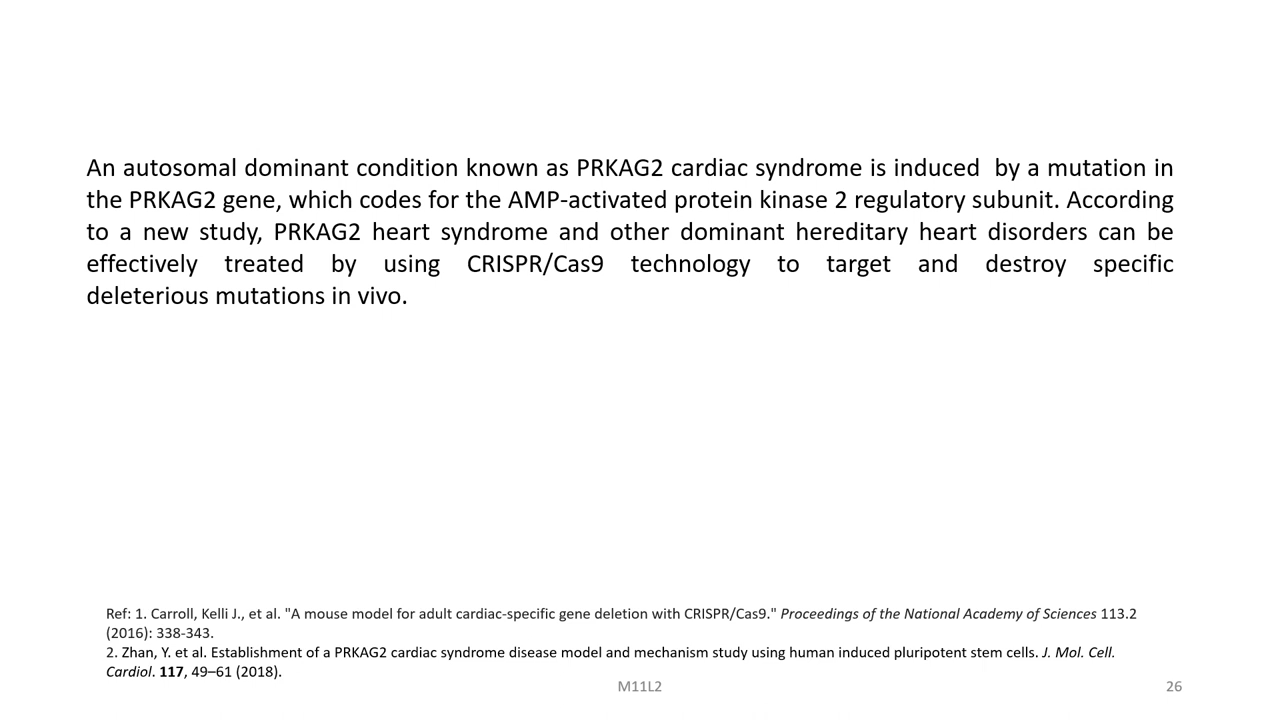 An autosomal dominant condition known as PRKAG2 cardiac syndrome is induced  by a mutation in
the PRKAG2 gene, which codes for the AMP-activated protein kinase 2 regulatory subunit. According
to a new study, PRKAG2 heart syndrome and other dominant hereditary heart disorders can be
effectively treated by using CRISPR/Cas9 technology to target and destroy specific
deleterious mutations in vivo.
Ref: 1. Carroll, Kelli J., et al. "A mouse model for adult cardiac-specific gene deletion with CRISPR/Cas9." Proceedings of the National Academy of Sciences 113.2
(2016): 338-343.
2. Zhan, Y. et al. Establishment of a PRKAG2 cardiac syndrome disease model and mechanism study using human induced pluripotent stem cells. J. Mol. Cell.
Cardiol. 117, 49–61 (2018).
M11L2
26